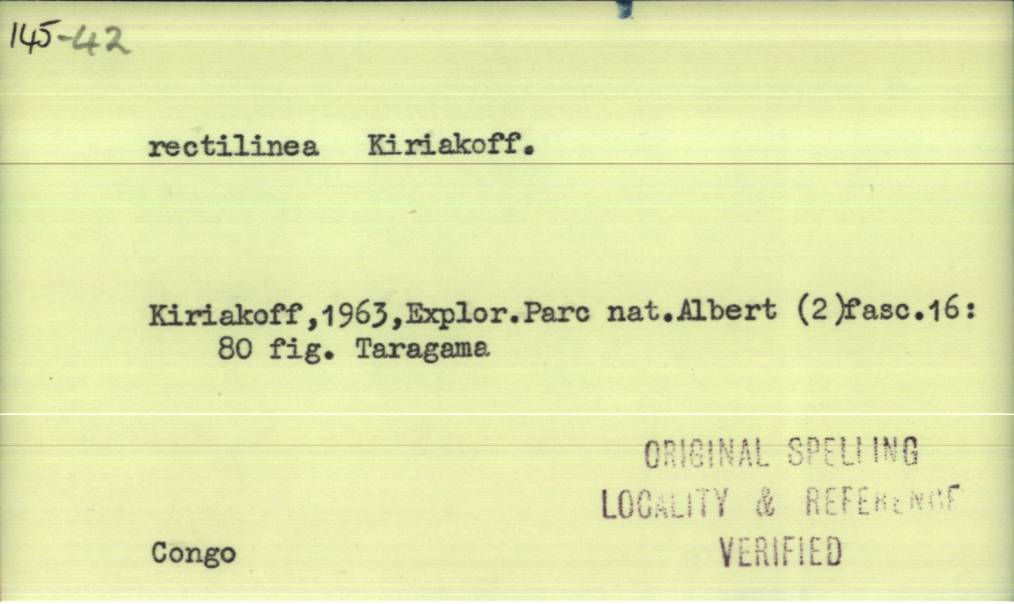 145-42
rectilinea Kiriakoff.
Kiriakoff,1963,Explor.Parc nat.Albert (2)fasc.16:
80 fig. Taragama
ORIGINAL SPELLING
LOCALITY & REFERENCE
Congo VERIFIED